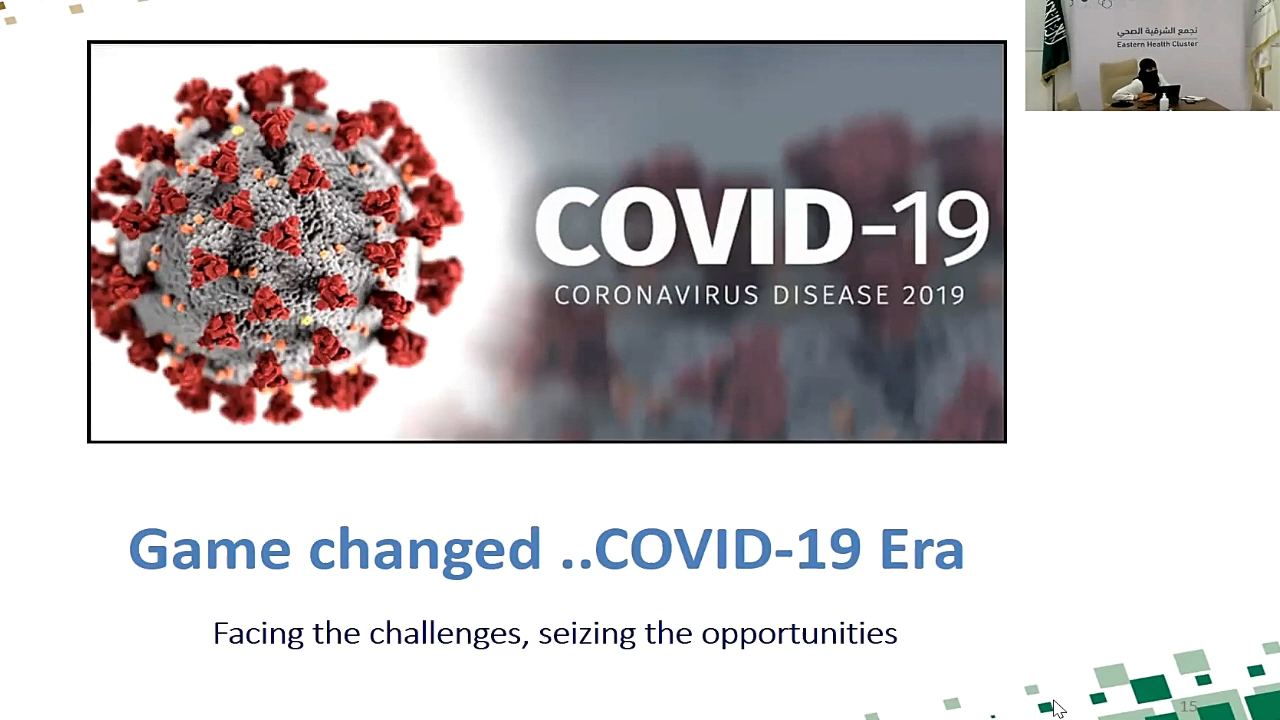 تجمع الشرقية الصحي
Eastern Health Cluster
COVID-19
CORONAVIRUS DISEASE 2019
Game changed ..COVID-19 Era
Facing the challenges, seizing the opportunities
15